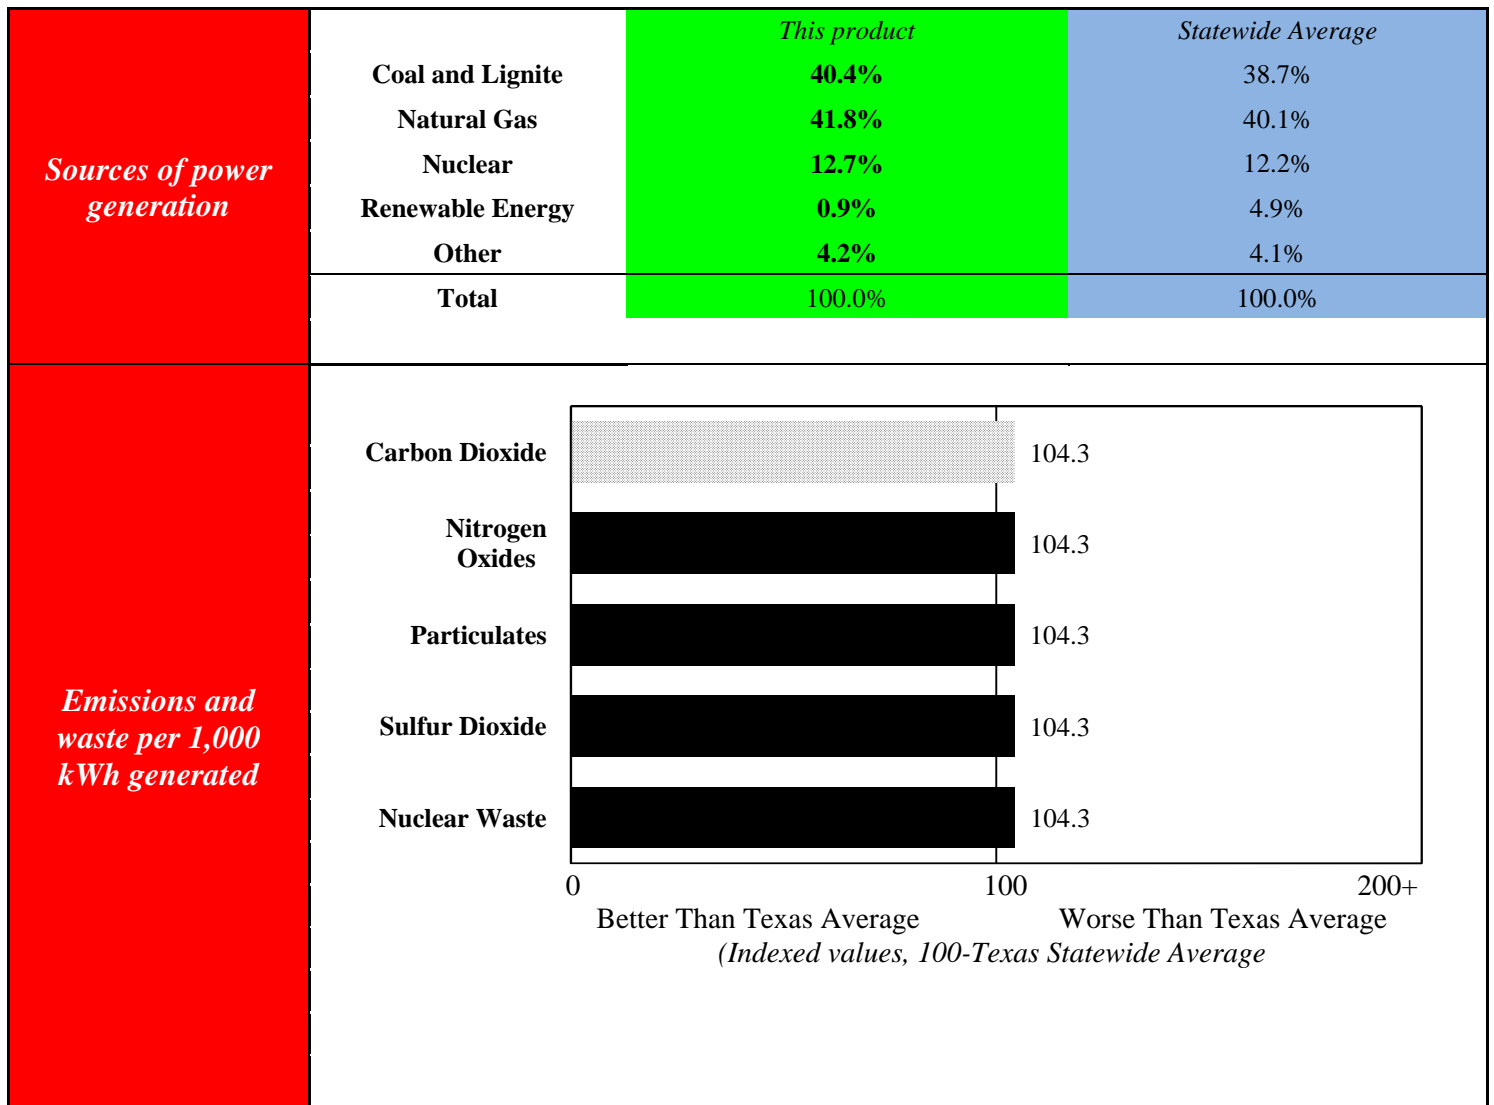 This product Statewide Average
Coal and Lignite 40.4% 38.7%
Natural Gas 41.8% 40.1%
Sources of power
generation
Nuclear 12.7% 12.2%
Renewable Energy 0.9% 4.9%
Other 4.2% 4.1%
Total 100.0% 100.0%
Emissions and
waste per 1,000
kWh generated
Carbon Dioxide 104.3
Nitrogen
Oxides 104.3
Particulates 104.3
Sulfur Dioxide 104.3
Nuclear Waste 104.3
0 100 200+
Better Than Texas Average Worse Than Texas Average
(Indexed values, 100-Texas Statewide Average